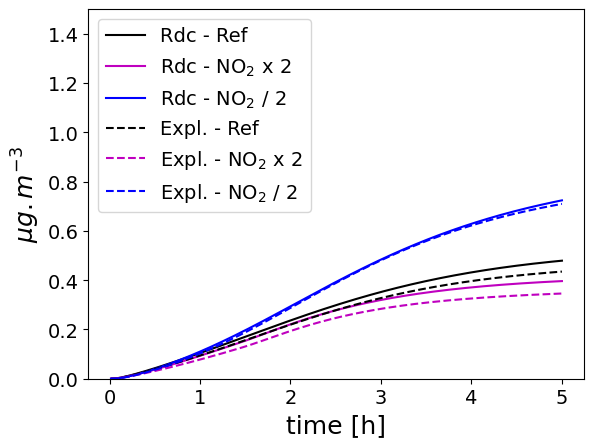 1.4
1.2
1.0
0.8
0.6
0.4
0.2
0.0
μg.m⁻³
Rdc - Ref
Rdc - NO₂ x 2
Rdc - NO₂ / 2
Expl. - Ref
Expl. - NO₂ x 2
Expl. - NO₂ / 2
0 1 2 3 4 5
time [h]